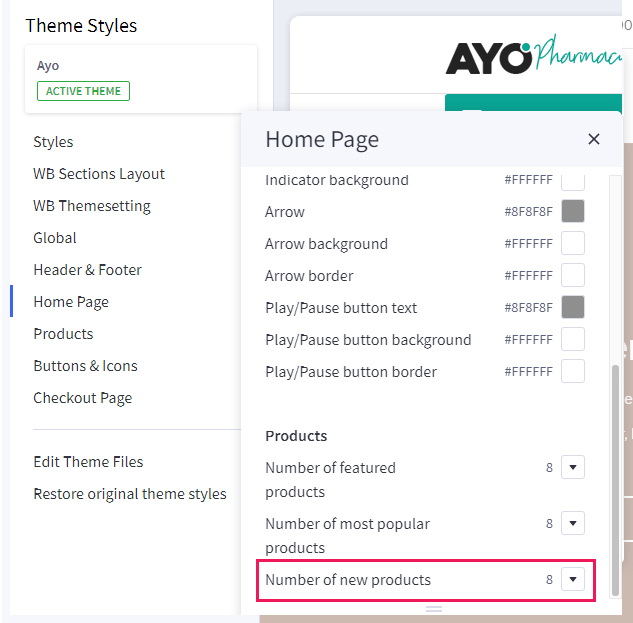 Theme Styles
Ayo
ACTIVE THEME
Styles
WB Sections Layout
WB Themesetting
Global
Header & Footer
Home Page
Products
Buttons & Icons
Checkout Page
Edit Theme Files
Restore original theme styles
AYO Pharmac
Home Page
Indicator background #FFFFFF
Arrow #8F8F8F
Arrow background #FFFFFF
Arrow border #FFFFFF
Play/Pause button text #8F8F8F
Play/Pause button background #FFFFFF
Play/Pause button border #FFFFFF
Products
Number of featured 8
products
Number of most popular 8
products
Number of new products 8